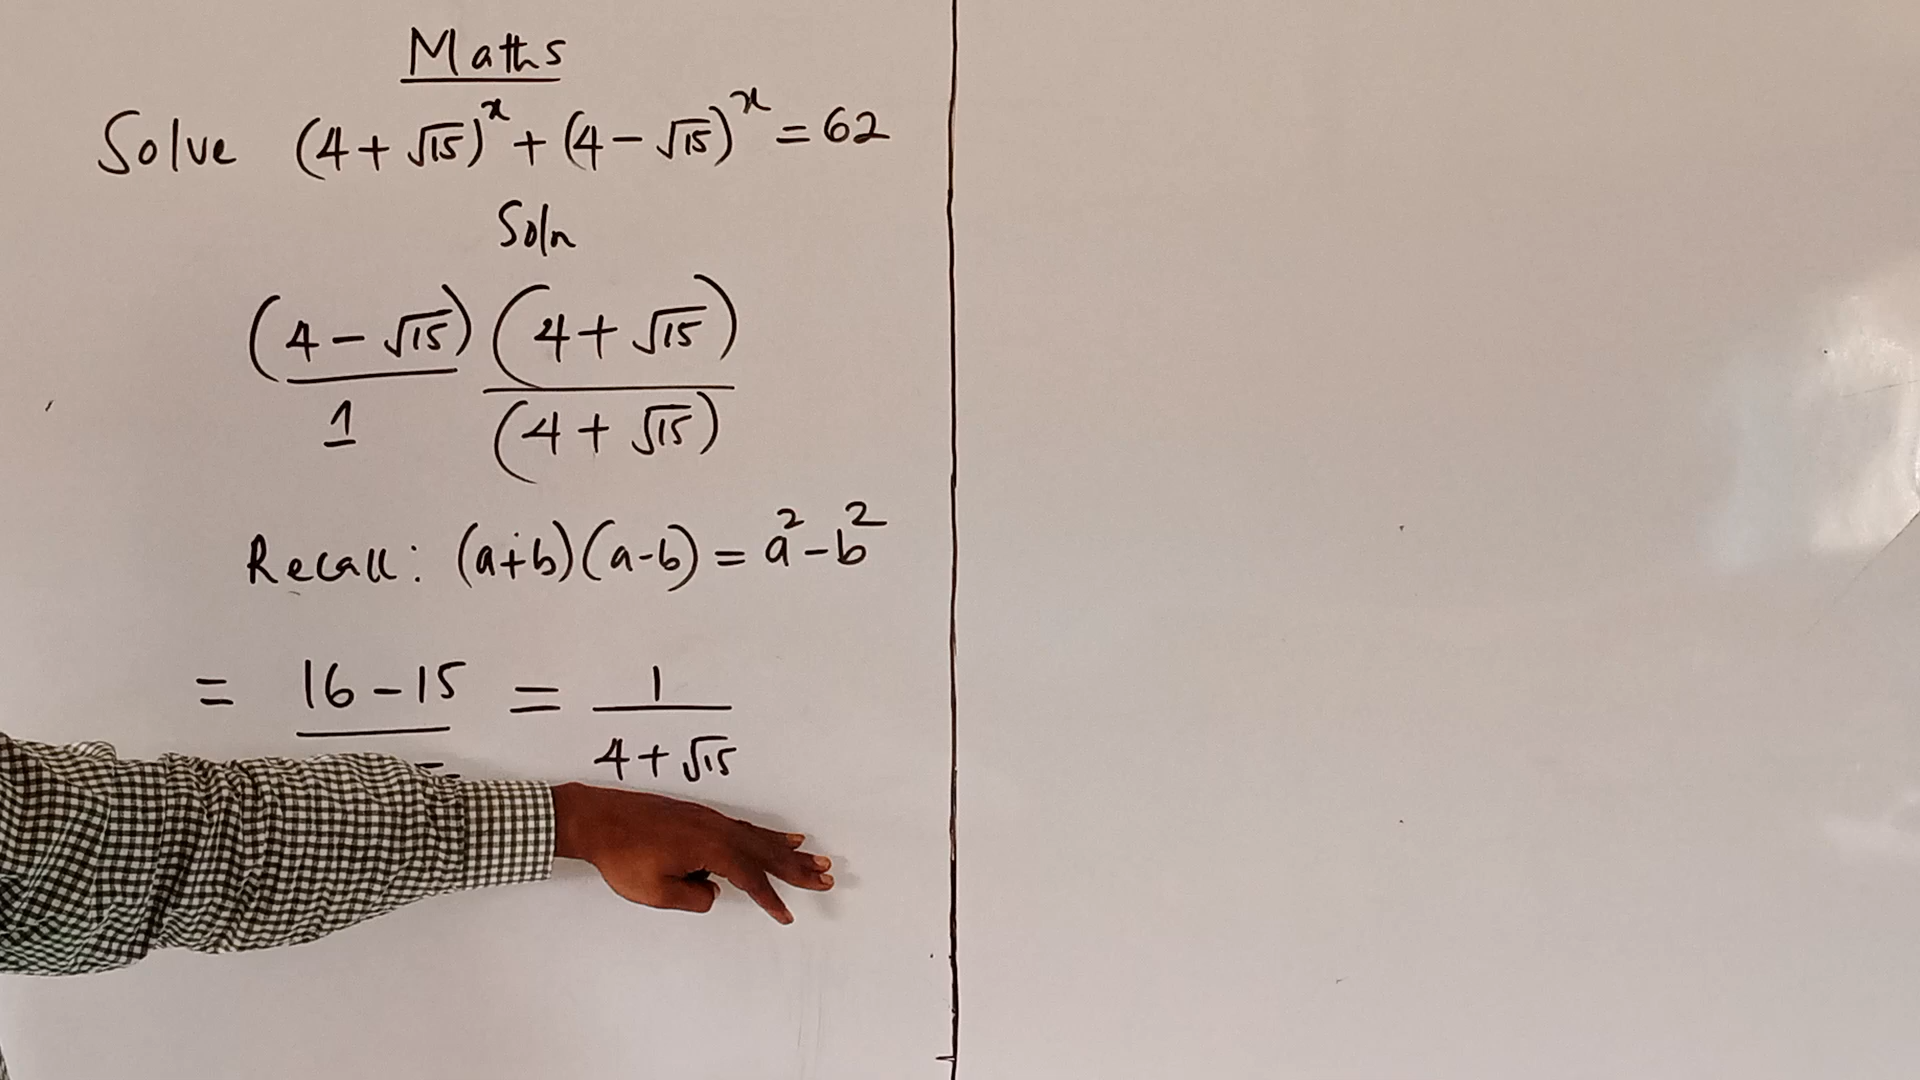 Maths
Solve (4+√15)^x + (4-√15)^x = 62
Soln
(4-√15)/1 (4+√15)/(4+√15)
Recall: (a+b)(a-b) = a²-b²
= 16-15 = 1/(4+√15)